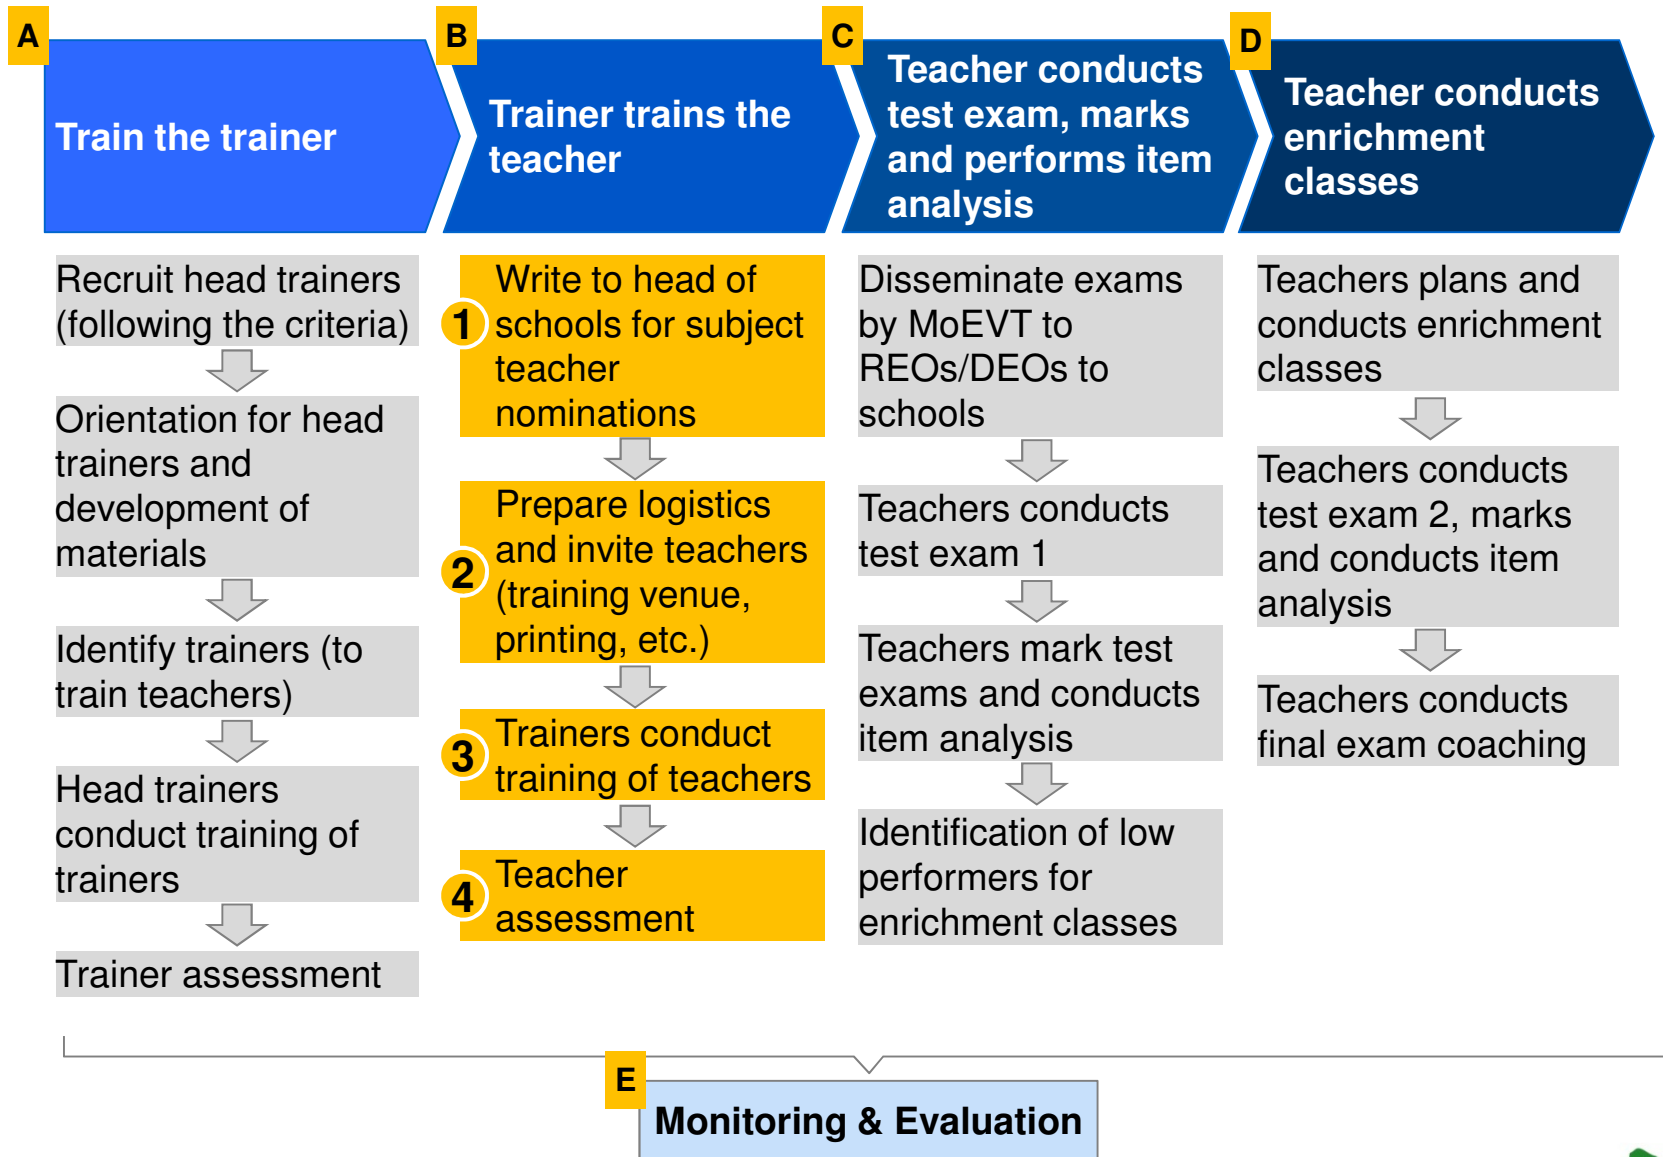 A
Train the trainer
B
Trainer trains the
teacher
C
Teacher conducts
test exam, marks
and performs item
analysis
D
Teacher conducts
enrichment
classes
Recruit head trainers
(following the criteria)
Orientation for head
trainers and
development of
materials
Identify trainers (to
train teachers)
Head trainers
conduct training of
trainers
Trainer assessment
1
Write to head of
schools for subject
teacher
nominations
2
Prepare logistics
and invite teachers
(training venue,
printing, etc.)
3
Trainers conduct
training of teachers
4
Teacher
assessment
Disseminate exams
by MoEVT to
REOs/DEOs to
schools
Teachers conducts
test exam 1
Teachers mark test
exams and conducts
item analysis
Identification of low
performers for
enrichment classes
Teachers plans and
conducts enrichment
classes
Teachers conducts
test exam 2, marks
and conducts item
analysis
Teachers conducts
final exam coaching
E
Monitoring & Evaluation